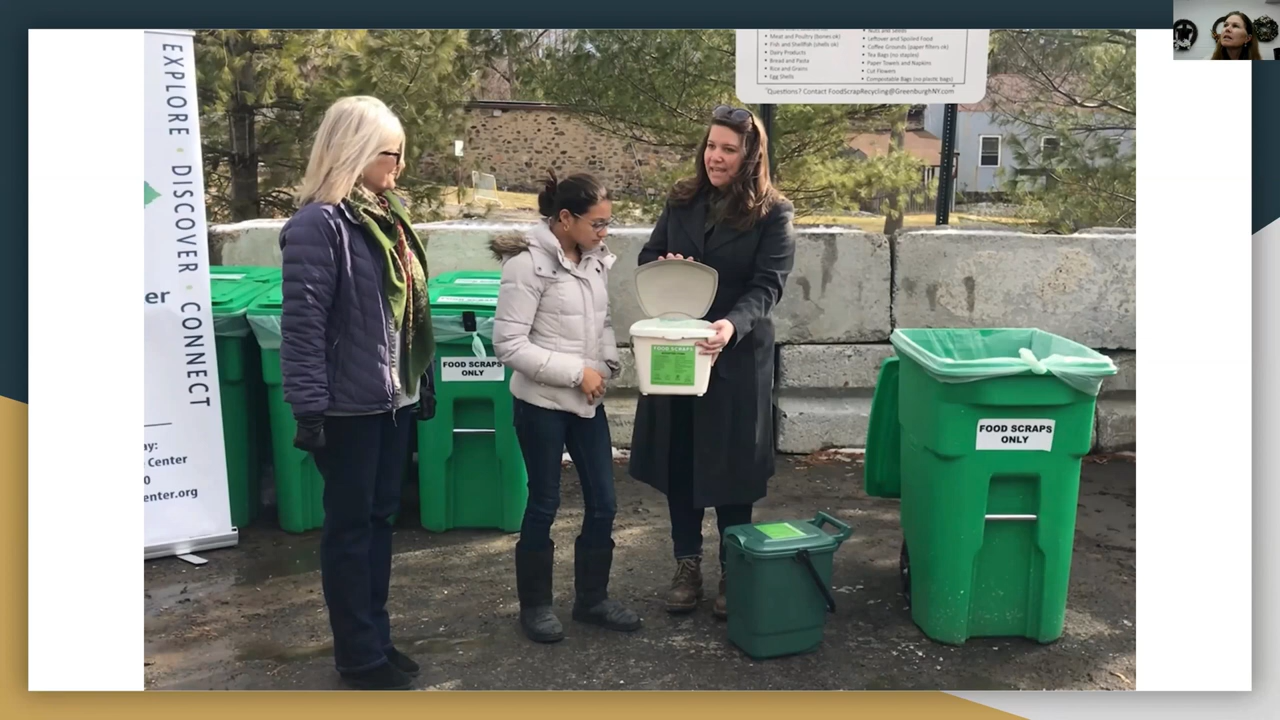 EXPLORE • DISCOVER • CONNECT
er
ay:
Center
0
enter.org
• Meat and Poultry (bones ok)
• Fish and Shellfish (shells ok)
• Dairy Products
• Bread and Pasta
• Rice and Grains
• Egg Shells
• Nuts and Seeds
• Leftover and Spoiled Food
• Coffee Grounds (paper filters ok)
• Tea Bags (no staples)
• Paper Towels and Napkins
• Cut Flowers
• Compostable Bags (no plastic bags)
*Questions? Contact FoodScrapRecycling@GreenburghNY.com*
FOOD SCRAPS
ONLY
FOOD SCRAPS
FOOD SCRAPS
ONLY